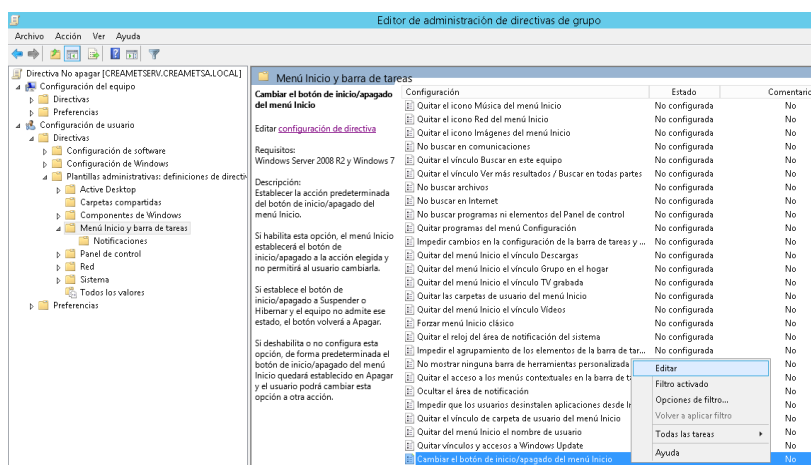 Editor de administración de directivas de grupo
Archivo Acción Ver Ayuda
Directiva No apagar [CREAMETSERV.CREAMETSA.LOCAL]
Configuración del equipo
Directivas
Preferencias
Configuración de usuario
Directivas
Configuración de software
Configuración de Windows
Plantillas administrativas: definiciones de directiv
Active Desktop
Carpetas compartidas
Componentes de Windows
Menú Inicio y barra de tareas
Notificaciones
Panel de control
Red
Sistema
Todos los valores
Preferencias
Menú Inicio y barra de tareas
Cambiar el botón de inicio/apagado
del menú Inicio
Editar configuración de directiva
Requisitos:
Windows Server 2008 R2 y Windows 7
Descripción:
Establecer la acción predeterminada
del botón de inicio/apagado del
menú Inicio.
Si habilita esta opción, el menú Inicio
establecerá el botón de
inicio/apagado a la acción elegida y
no permitirá al usuario cambiarla.
Si establece el botón de
inicio/apagado a Suspender o
Hibernar y el equipo no admite ese
estado, el botón volverá a Apagar.
Si deshabilita o no configura esta
opción, de forma predeterminada el
botón de inicio/apagado del menú
Inicio quedará establecido en Apagar
y el usuario podrá cambiar esta
opción a otra acción.
Configuración Estado Comentario
Quitar el icono Música del menú Inicio No configurada No
Quitar el icono Red del menú Inicio No configurada No
Quitar el icono Imágenes del menú Inicio No configurada No
No buscar en comunicaciones No configurada No
Quitar el vínculo Buscar en este equipo No configurada No
Quitar el vínculo Ver más resultados / Buscar en todas partes No configurada No
No buscar archivos No configurada No
No buscar en Internet No configurada No
No buscar programas ni elementos del Panel de control No configurada No
Quitar programas del menú Configuración No configurada No
Impedir cambios en la configuración de la barra de tareas y ... No configurada No
Quitar del menú Inicio el vínculo Descargas No configurada No
Quitar del menú Inicio el vínculo Grupo en el hogar No configurada No
Quitar del menú Inicio el vínculo TV grabada No configurada No
Quitar las carpetas de usuario del menú Inicio No configurada No
Quitar del menú Inicio el vínculo Vídeos No configurada No
Forzar menú Inicio clásico No configurada No
Quitar el reloj del área de notificación del sistema No configurada No
Impedir el agrupamiento de los elementos de la barra de tar... No configurada No
No mostrar ninguna barra de herramientas personalizada No
Quitar el acceso a los menús contextuales en la barra de t No
Ocultar el área de notificación No
Impedir que los usuarios desinstalen aplicaciones desde In No
Quitar el vínculo de carpeta de usuario del menú Inicio No
Quitar del menú Inicio el nombre de usuario No
Quitar vínculos y accesos a Windows Update No
Cambiar el botón de inicio/apagado del menú Inicio No
Editar
Filtro activado
Opciones de filtro...
Volver a aplicar filtro
Todas las tareas
Ayuda